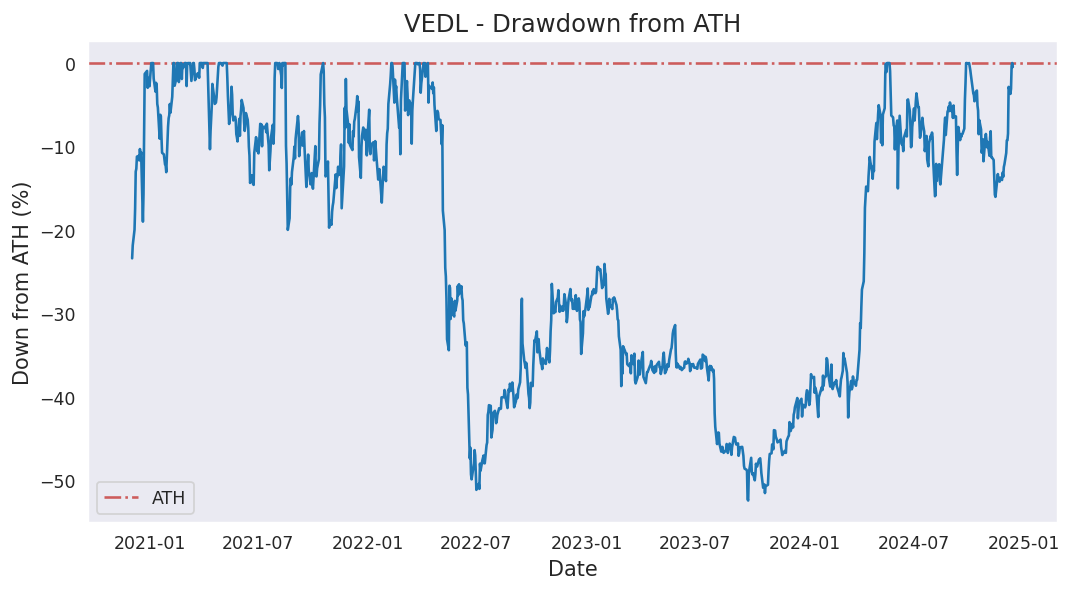 VEDL - Drawdown from ATH
Down from ATH (%)
0
−10
−20
−30
−40
−50
ATH
2021-01 2021-07 2022-01 2022-07 2023-01 2023-07 2024-01 2024-07 2025-01
Date